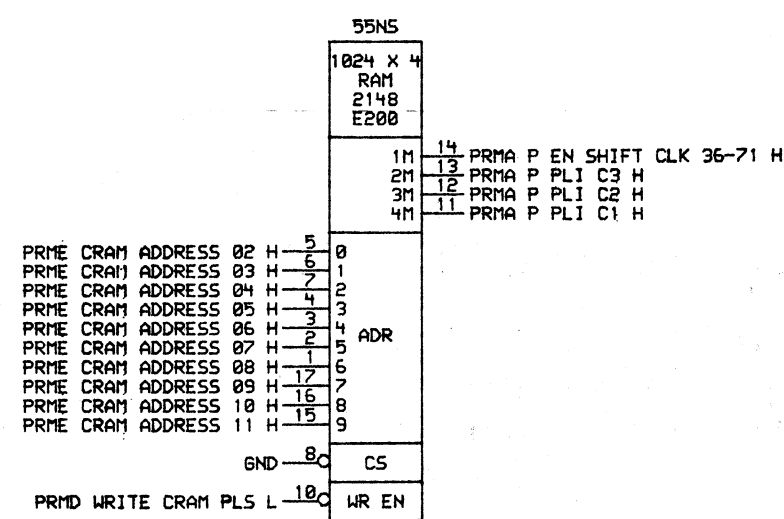 55NS
1024 X 4
RAM
2148
E200
1M 14 PRMA P EN SHIFT CLK 36-71 H
2M 13 PRMA P PLI C3 H
3M 12 PRMA P PLI C2 H
4M 11 PRMA P PLI C1 H
PRME CRAM ADDRESS 02 H 5 0
PRME CRAM ADDRESS 03 H 6 1
PRME CRAM ADDRESS 04 H 7 2
PRME CRAM ADDRESS 05 H 4 3
PRME CRAM ADDRESS 06 H 3 4
PRME CRAM ADDRESS 07 H 2 5
PRME CRAM ADDRESS 08 H 1 6
PRME CRAM ADDRESS 09 H 17 7
PRME CRAM ADDRESS 10 H 16 8
PRME CRAM ADDRESS 11 H 15 9
ADR
GND 8 CS
PRMD WRITE CRAM PLS L 10 WR EN